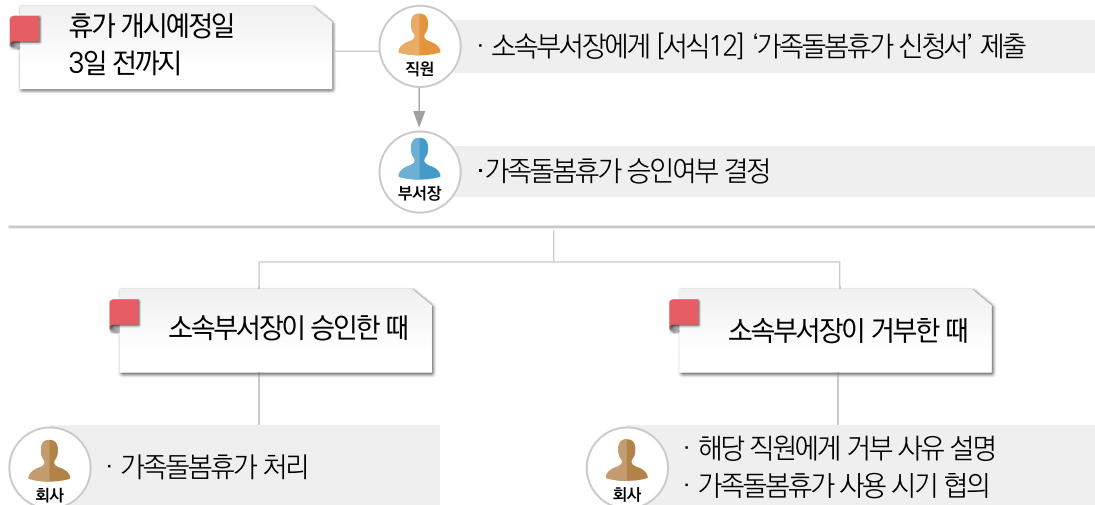 휴가 개시예정일
3일 전까지
직원
· 소속부서장에게 [서식12] ‘가족돌봄휴가 신청서’ 제출
부서장
·가족돌봄휴가 승인여부 결정
소속부서장이 승인한 때
소속부서장이 거부한 때
회사
· 가족돌봄휴가 처리
회사
· 해당 직원에게 거부 사유 설명
· 가족돌봄휴가 사용 시기 협의